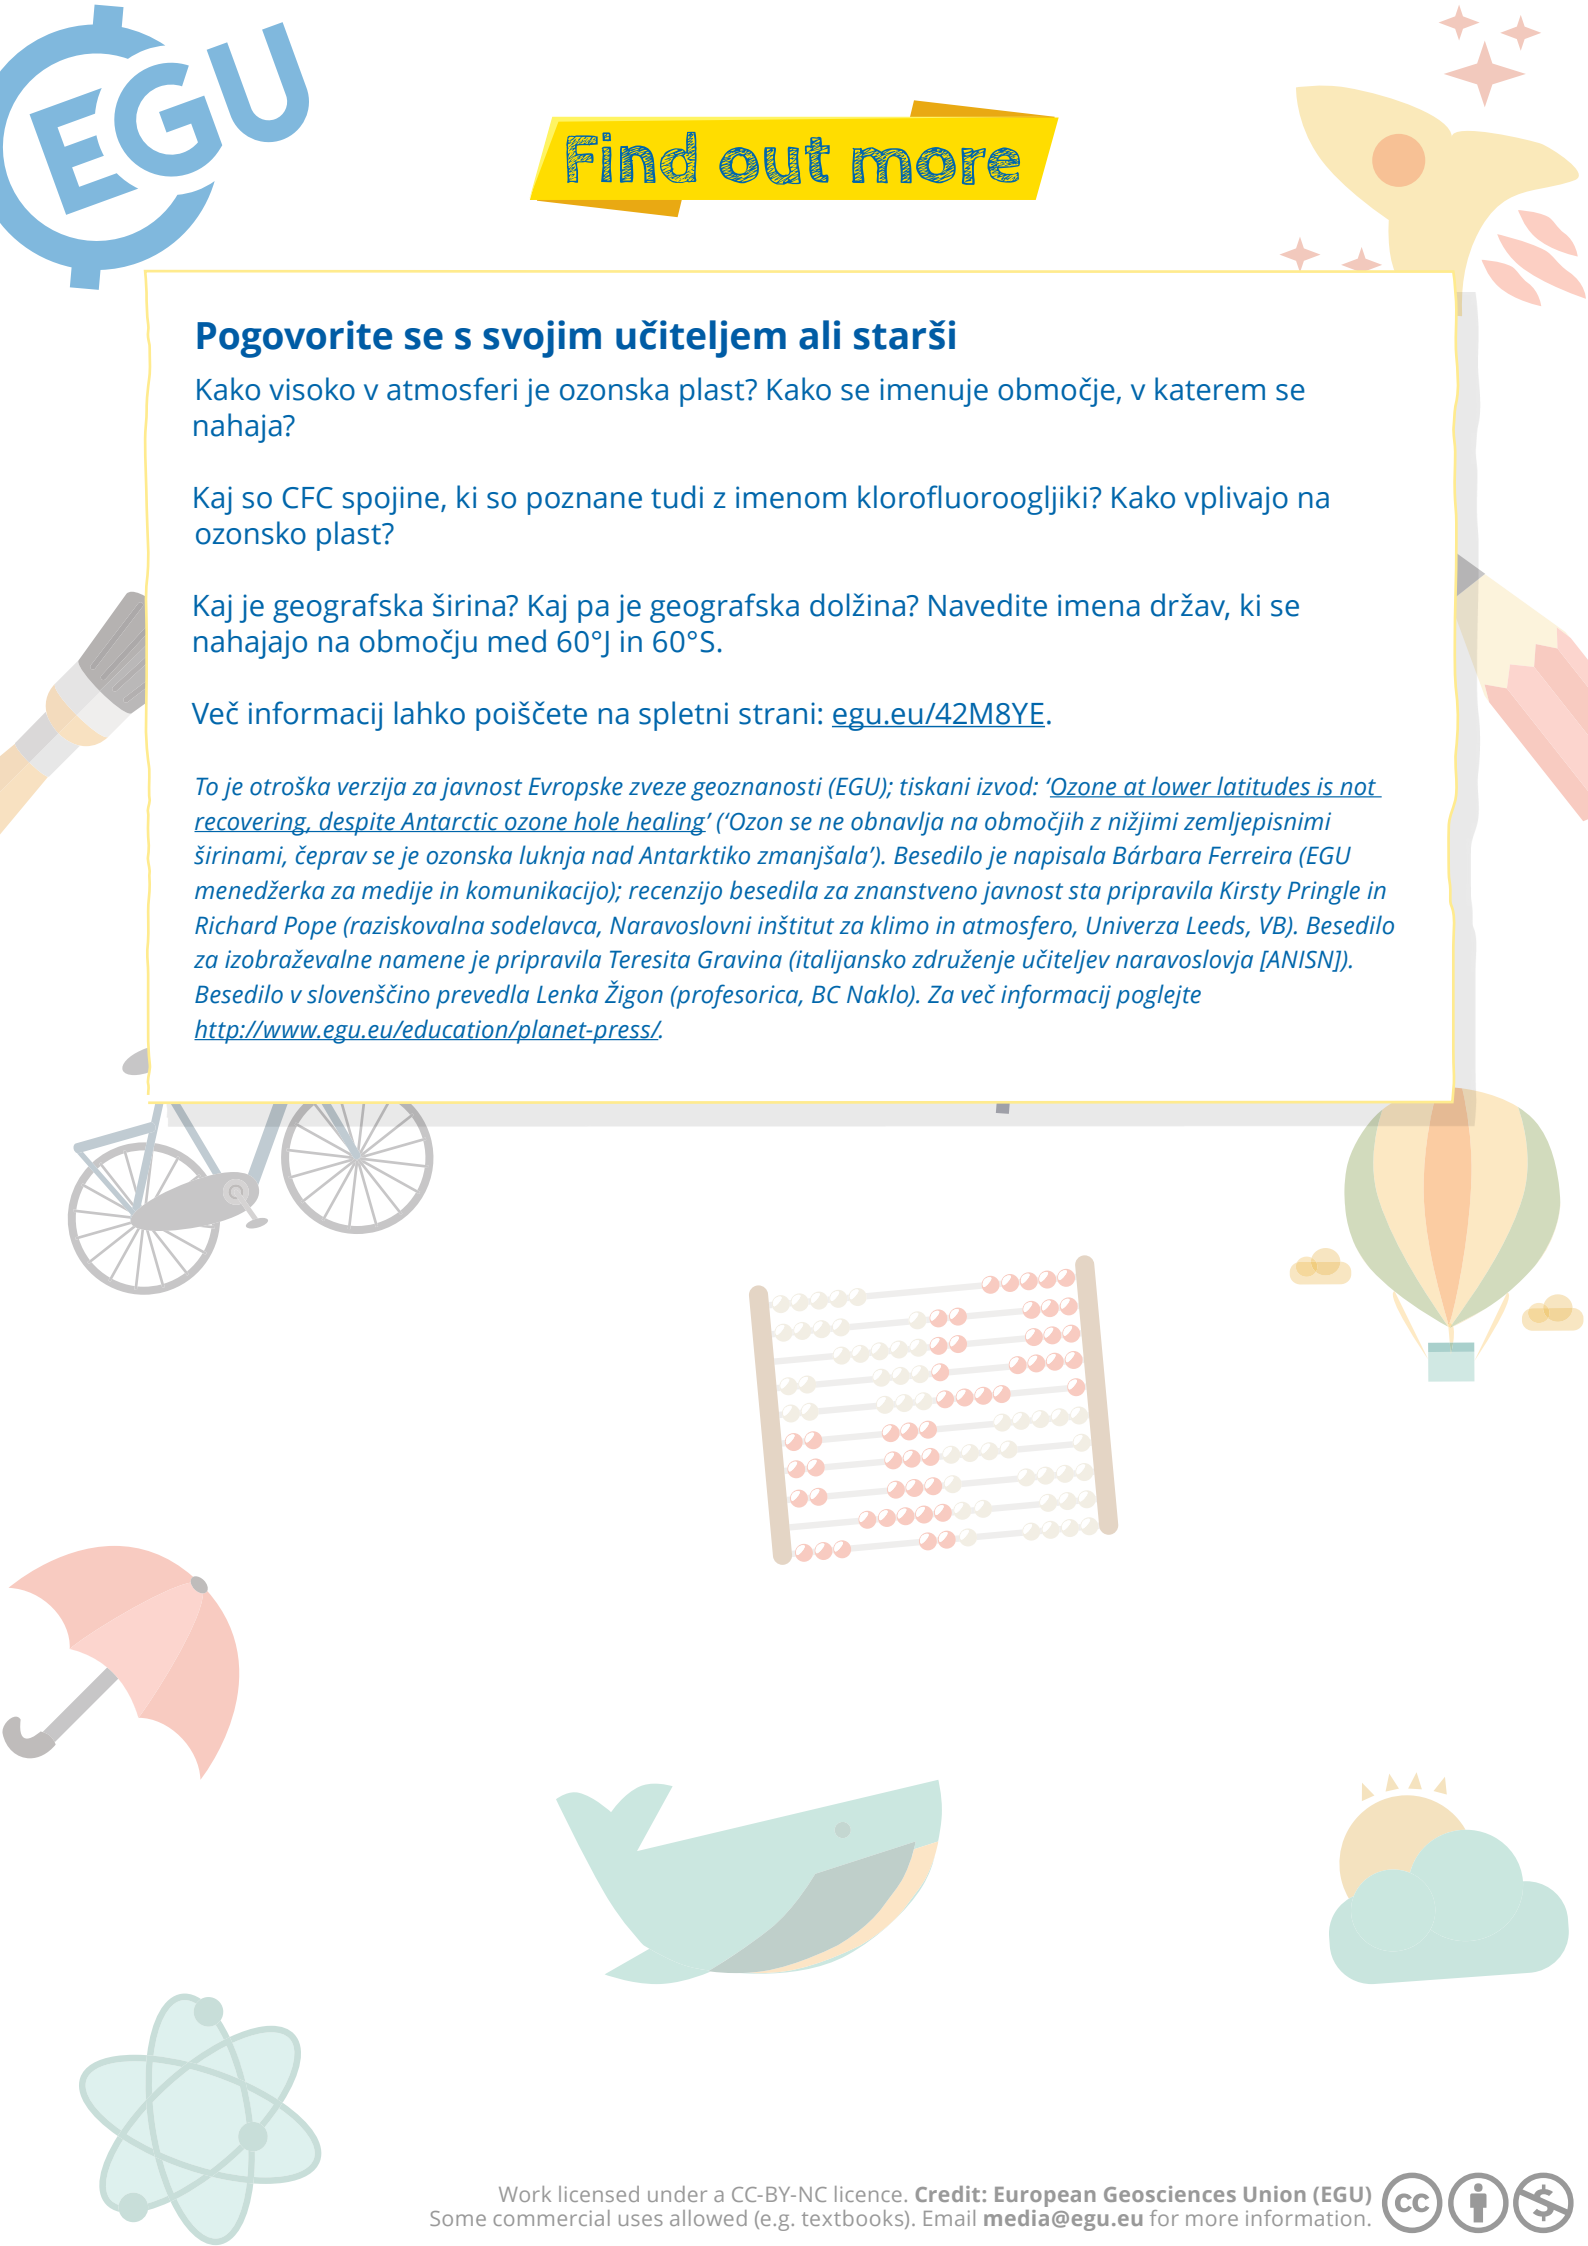 EGU
Find out more
Pogovorite se s svojim učiteljem ali starši
Kako visoko v atmosferi je ozonska plast? Kako se imenuje območje, v katerem se
nahaja?
Kaj so CFC spojine, ki so poznane tudi z imenom klorofluoroogljiki? Kako vplivajo na
ozonsko plast?
Kaj je geografska širina? Kaj pa je geografska dolžina? Navedite imena držav, ki se
nahajajo na območju med 60°J in 60°S.
Več informacij lahko poiščete na spletni strani: egu.eu/42M8YE.
To je otroška verzija za javnost Evropske zveze geoznanosti (EGU); tiskani izvod: ‘Ozone at lower latitudes is not
recovering, despite Antarctic ozone hole healing’ (‘Ozon se ne obnavlja na območjih z nižjimi zemljepisnimi
širinami, čeprav se je ozonska luknja nad Antarktiko zmanjšala’). Besedilo je napisala Bárbara Ferreira (EGU
menedžerka za medije in komunikacijo); recenzijo besedila za znanstveno javnost sta pripravila Kirsty Pringle in
Richard Pope (raziskovalna sodelavca, Naravoslovni inštitut za klimo in atmosfero, Univerza Leeds, VB). Besedilo
za izobraževalne namene je pripravila Teresita Gravina (italijansko združenje učiteljev naravoslovja [ANISN]).
Besedilo v slovenščino prevedla Lenka Žigon (profesorica, BC Naklo). Za več informacij poglejte
http://www.egu.eu/education/planet-press/.
Work licensed under a CC-BY-NC licence. Credit: European Geosciences Union (EGU)
Some commercial uses allowed (e.g. textbooks). Email media@egu.eu for more information.
cc